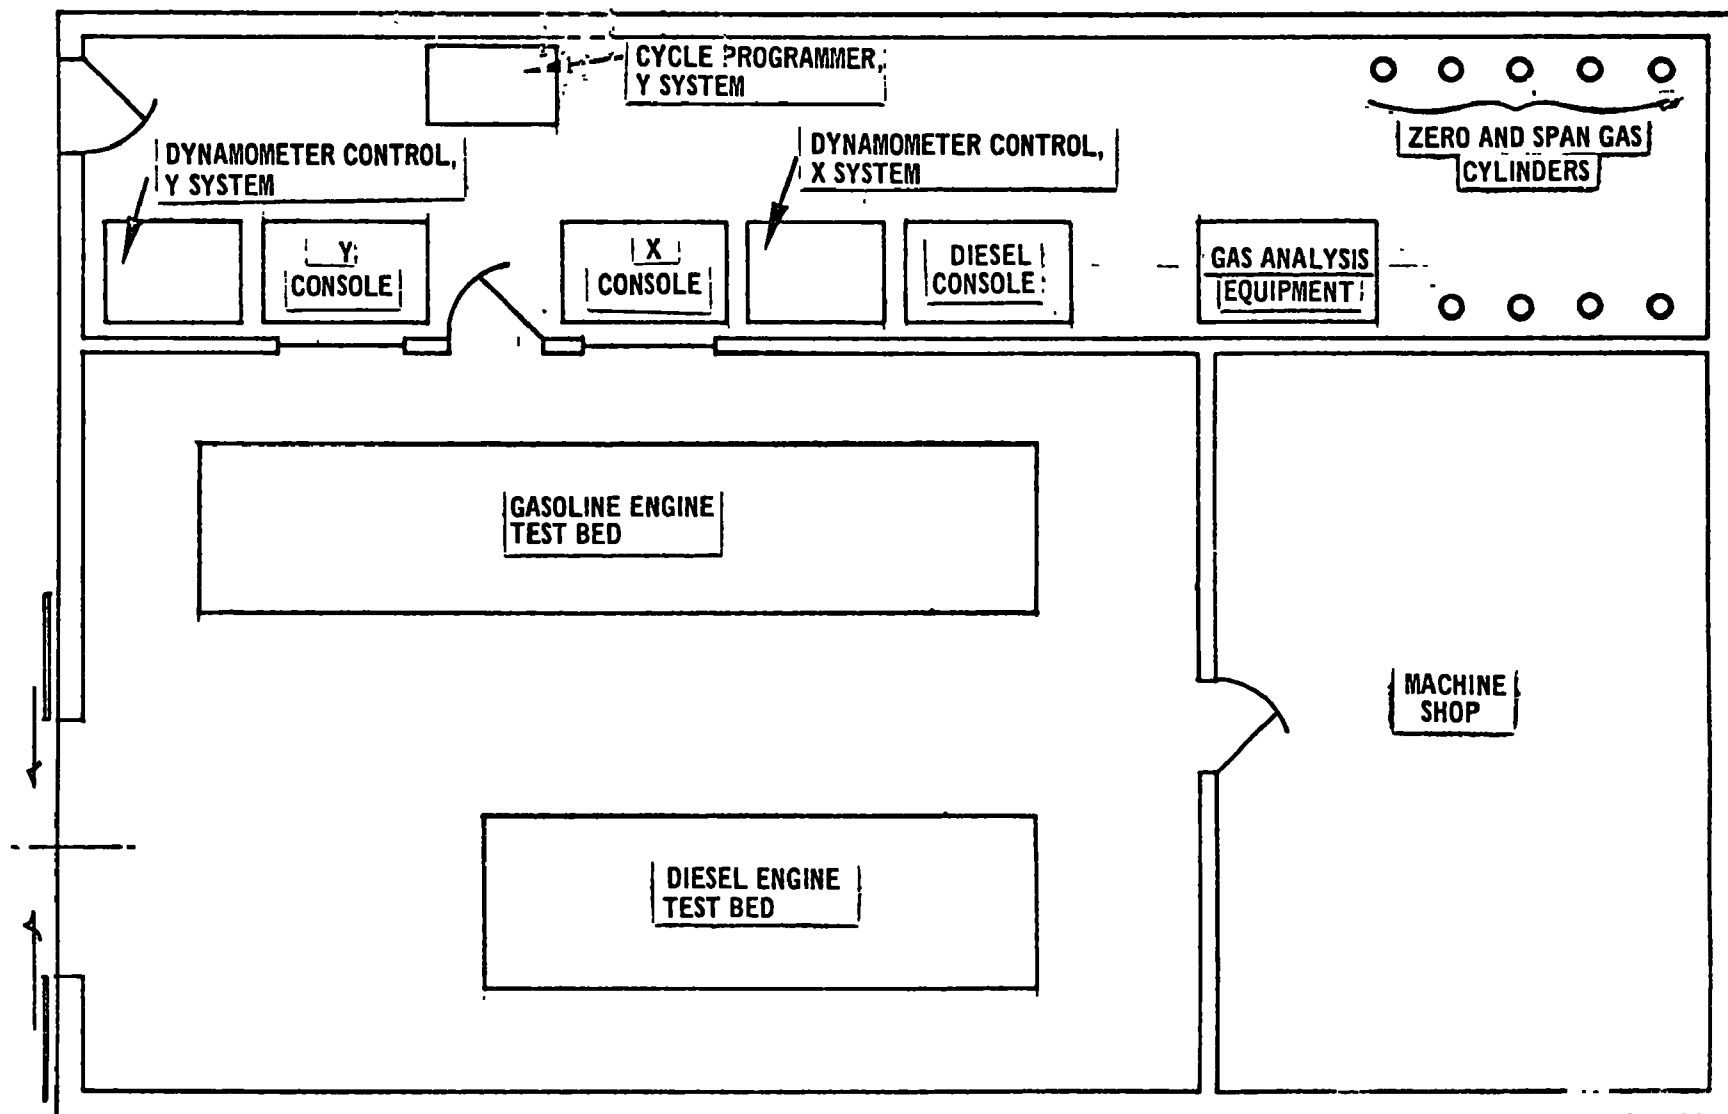 CYCLE PROGRAMMER,
Y SYSTEM
DYNAMOMETER CONTROL,
Y SYSTEM
DYNAMOMETER CONTROL,
X SYSTEM
ZERO AND SPAN GAS
CYLINDERS
Y
CONSOLE
X
CONSOLE
DIESEL
CONSOLE
GAS ANALYSIS
EQUIPMENT
GASOLINE ENGINE
TEST BED
MACHINE
SHOP
DIESEL ENGINE
TEST BED